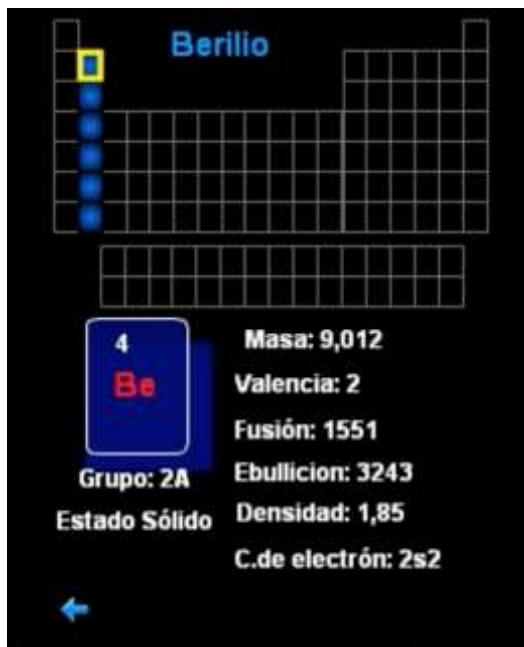 Berilio
4
Be
Grupo: 2A
Estado Sólido
Masa: 9,012
Valencia: 2
Fusión: 1551
Ebullicion: 3243
Densidad: 1,85
C.de electrón: 2s2